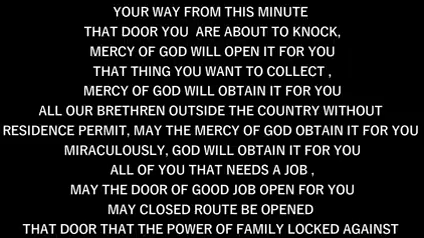 YOUR WAY FROM THIS MINUTE
THAT DOOR YOU ARE ABOUT TO KNOCK,
MERCY OF GOD WILL OPEN IT FOR YOU
THAT THING YOU WANT TO COLLECT ,
MERCY OF GOD WILL OBTAIN IT FOR YOU
ALL OUR BRETHREN OUTSIDE THE COUNTRY WITHOUT
RESIDENCE PERMIT, MAY THE MERCY OF GOD OBTAIN IT FOR YOU
MIRACULOUSLY, GOD WILL OBTAIN IT FOR YOU
ALL OF YOU THAT NEEDS A JOB ,
MAY THE DOOR OF GOOD JOB OPEN FOR YOU
MAY CLOSED ROUTE BE OPENED
THAT DOOR THAT THE POWER OF FAMILY LOCKED AGAINST